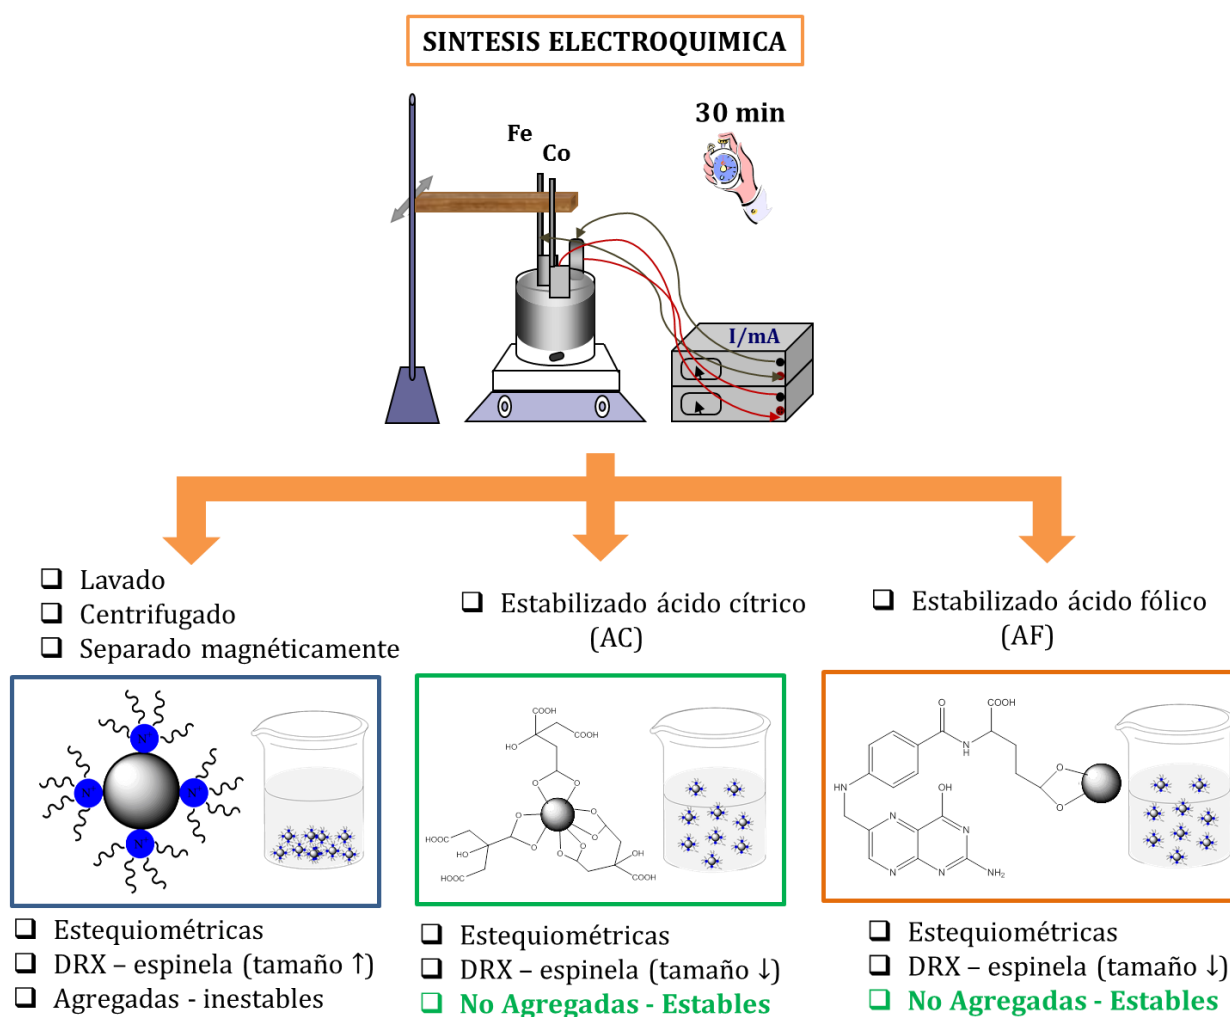 SINTESIS ELECTROQUIMICA
30 min
Fe
Co
I/mA
❑ Lavado
❑ Centrifugado
❑ Separado magnéticamente
❑ Estabilizado ácido cítrico
(AC)
❑ Estabilizado ácido fólico
(AF)
N⁺
N⁺
N⁺
N⁺
COOH
COOH
HO
O
O
O
O
O
O
O
O
HOOC
HO
HOOC
OH
COOH
O
COOH
N
H
O
O
HN
OH
N
N
N
N
NH₂
❑ Estequiométricas
❑ DRX – espinela (tamaño ↑)
❑ Agregadas - inestables
❑ Estequiométricas
❑ DRX – espinela (tamaño ↓)
❑ No Agregadas - Estables
❑ Estequiométricas
❑ DRX – espinela (tamaño ↓)
❑ No Agregadas - Estables